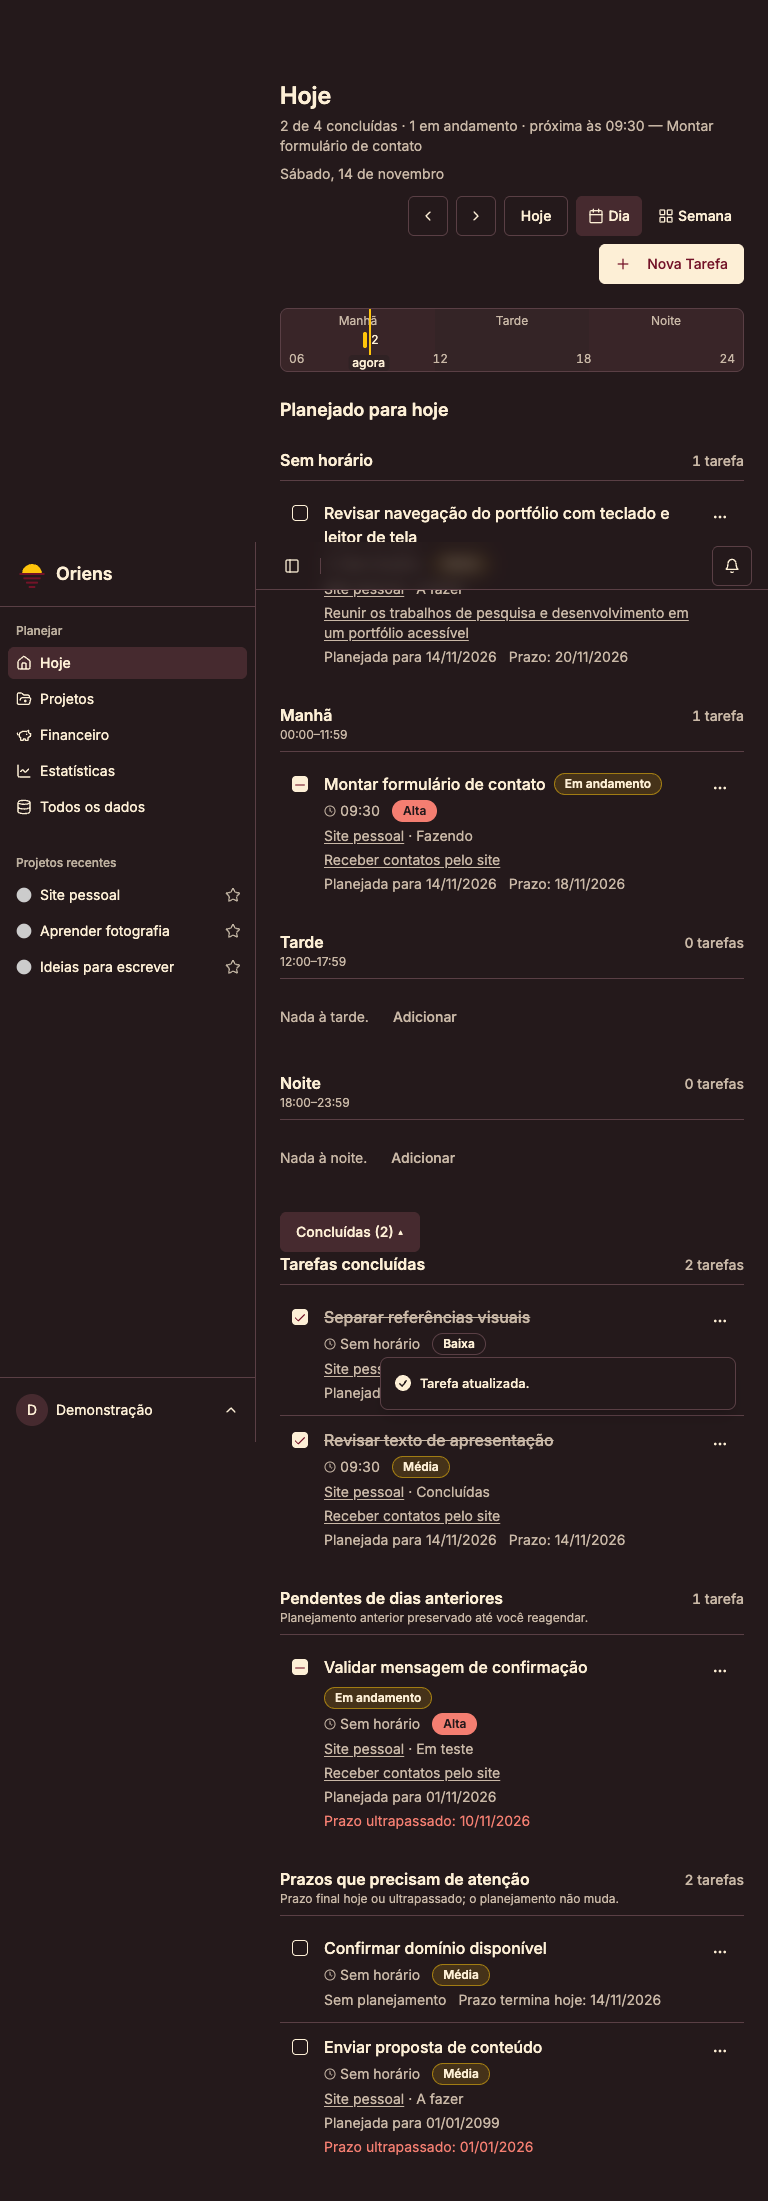 Hoje
2 de 4 concluídas · 1 em andamento · próxima às 09:30 — Montar
formulário de contato
Sábado, 14 de novembro
Hoje
Dia
Semana
Nova Tarefa
Manhã
Tarde
Noite
2
06
agora
12
18
24
Planejado para hoje
Sem horário
1 tarefa
Revisar navegação do portfólio com teclado e
leitor de tela
Site pessoal · A fazer
Reunir os trabalhos de pesquisa e desenvolvimento em
um portfólio acessível
Planejada para 14/11/2026 Prazo: 20/11/2026
Oriens
Planejar
Hoje
Projetos
Financeiro
Estatísticas
Todos os dados
Projetos recentes
Site pessoal
Aprender fotografia
Ideias para escrever
D
Demonstração
Manhã
1 tarefa
00:00–11:59
Montar formulário de contato Em andamento
09:30 Alta
Site pessoal · Fazendo
Receber contatos pelo site
Planejada para 14/11/2026 Prazo: 18/11/2026
Tarde
0 tarefas
12:00–17:59
Nada à tarde. Adicionar
Noite
0 tarefas
18:00–23:59
Nada à noite. Adicionar
Concluídas (2)
Tarefas concluídas
2 tarefas
Separar referências visuais
Sem horário Baixa
Site pess
Planejad
Tarefa atualizada.
Revisar texto de apresentação
09:30 Média
Site pessoal · Concluídas
Receber contatos pelo site
Planejada para 14/11/2026 Prazo: 14/11/2026
Pendentes de dias anteriores
1 tarefa
Planejamento anterior preservado até você reagendar.
Validar mensagem de confirmação
Em andamento
Sem horário Alta
Site pessoal · Em teste
Receber contatos pelo site
Planejada para 01/11/2026
Prazo ultrapassado: 10/11/2026
Prazos que precisam de atenção
2 tarefas
Prazo final hoje ou ultrapassado; o planejamento não muda.
Confirmar domínio disponível
Sem horário Média
Sem planejamento Prazo termina hoje: 14/11/2026
Enviar proposta de conteúdo
Sem horário Média
Site pessoal · A fazer
Planejada para 01/01/2099
Prazo ultrapassado: 01/01/2026